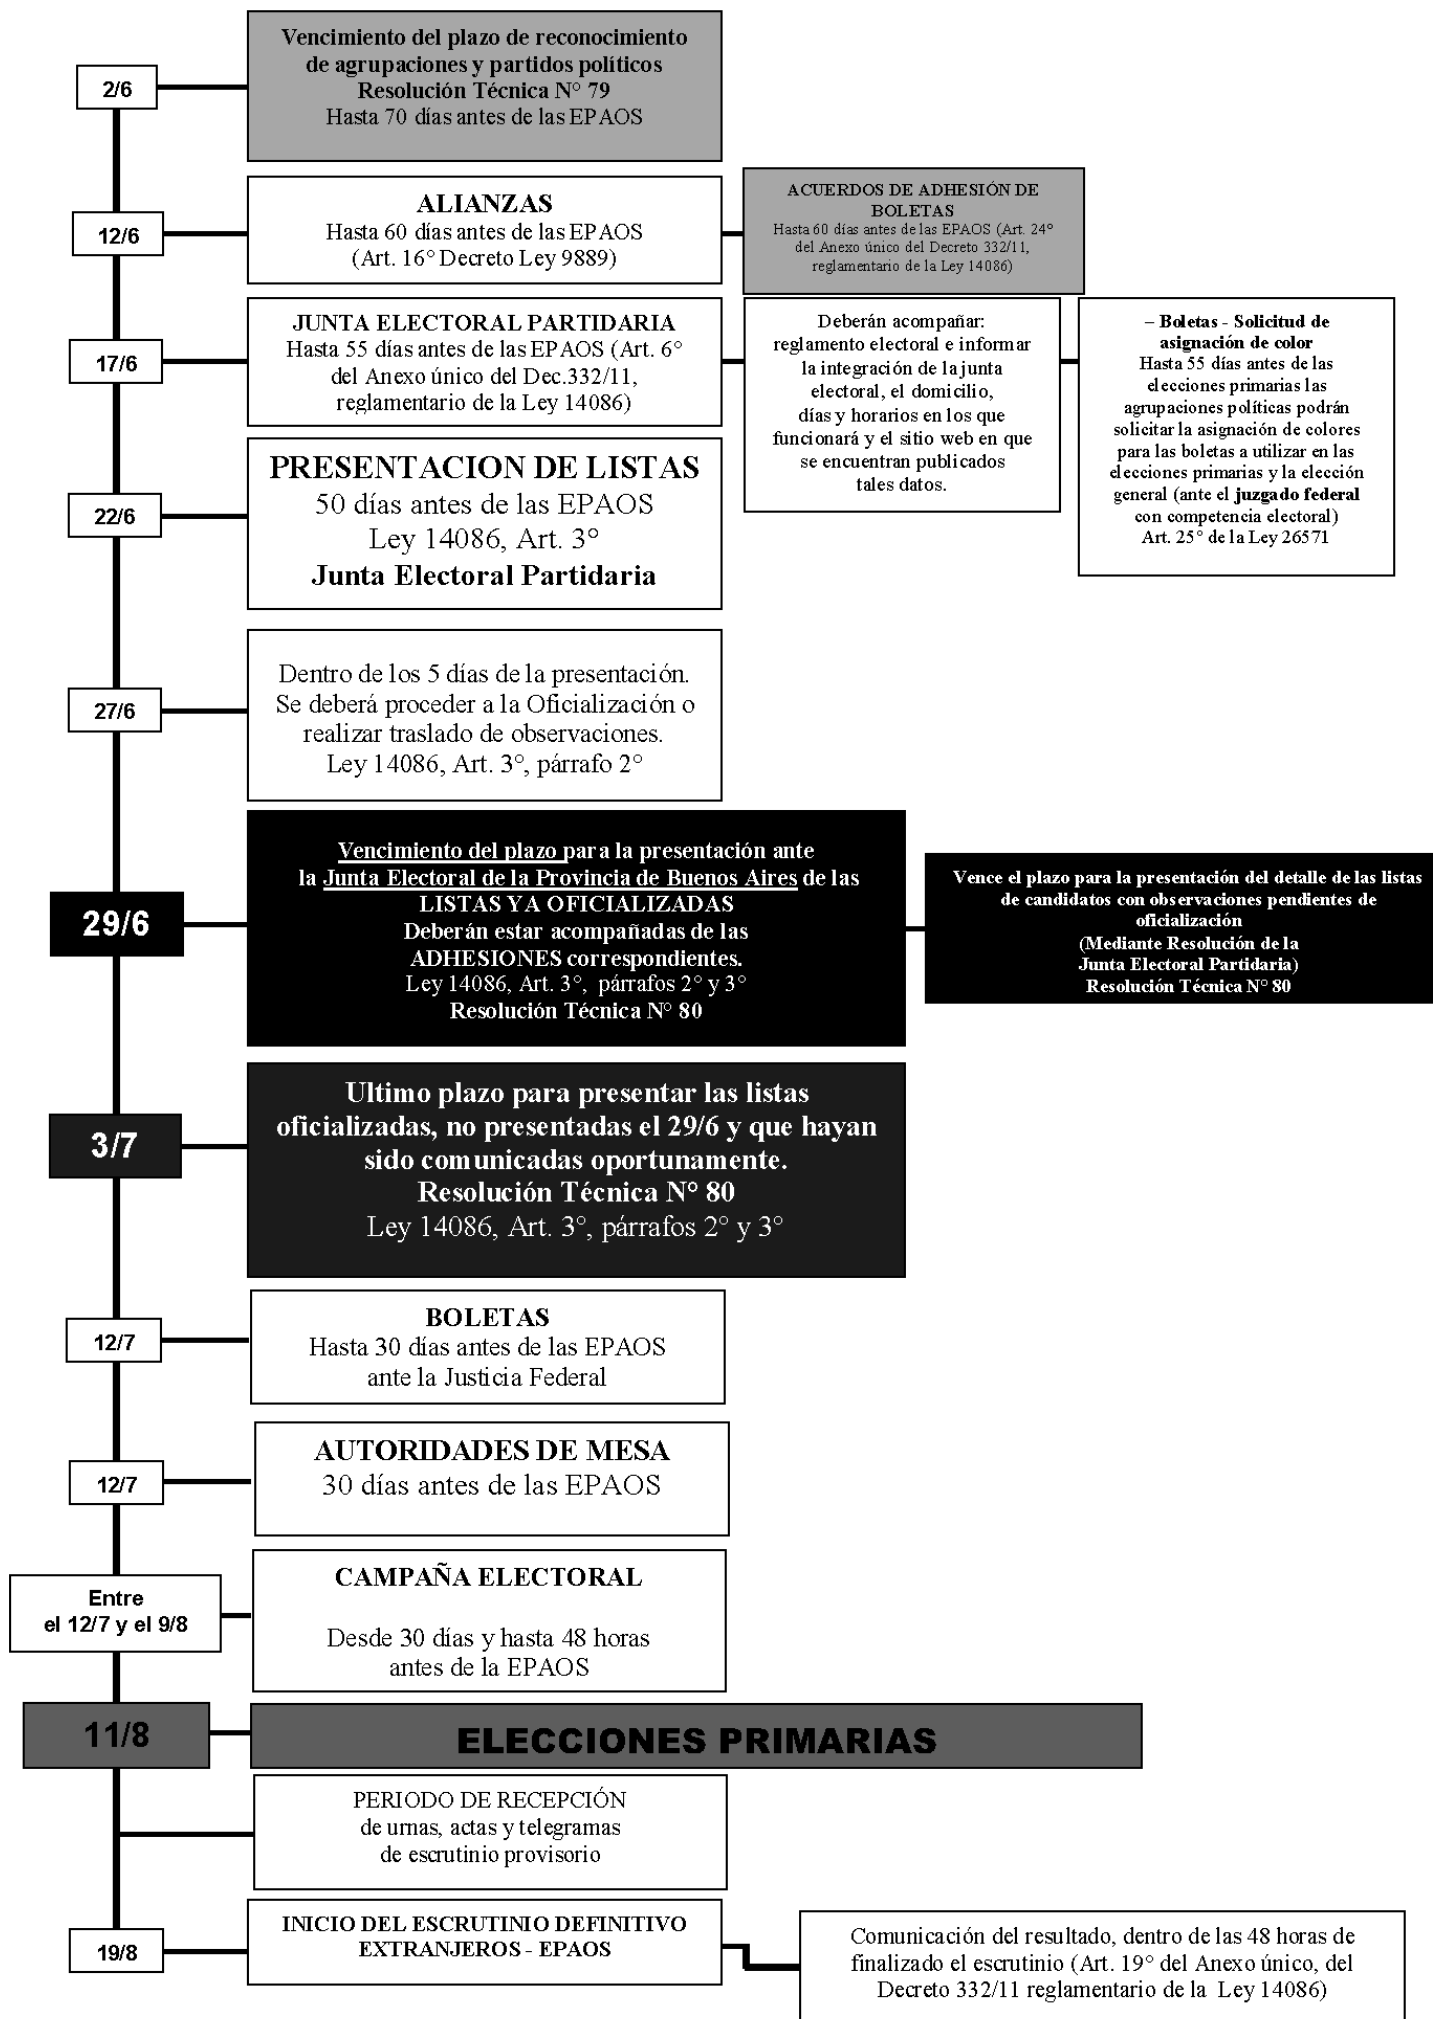 2/6
Vencimiento del plazo de reconocimiento
de agrupaciones y partidos políticos
Resolución Técnica N° 79
Hasta 70 días antes de las EPAOS
12/6
ALIANZAS
Hasta 60 días antes de las EPAOS
(Art. 16° Decreto Ley 9889)
ACUERDOS DE ADHESIÓN DE
BOLETAS
Hasta 60 días antes de las EPAOS (Art. 24°
del Anexo único del Decreto 332/11,
reglamentario de la Ley 14086)
17/6
JUNTA ELECTORAL PARTIDARIA
Hasta 55 días antes de las EPAOS (Art. 6°
del Anexo único del Dec.332/11,
reglamentario de la Ley 14086)
Deberán acompañar:
reglamento electoral e informar
la integración de la junta
electoral, el domicilio,
días y horarios en los que
funcionará y el sitio web en que
se encuentran publicados
tales datos.
– Boletas - Solicitud de
asignación de color
Hasta 55 días antes de las
elecciones primarias las
agrupaciones políticas podrán
solicitar la asignación de colores
para las boletas a utilizar en las
elecciones primarias y la elección
general (ante el juzgado federal
con competencia electoral)
Art. 25° de la Ley 26571
22/6
PRESENTACION DE LISTAS
50 días antes de las EPAOS
Ley 14086, Art. 3°
Junta Electoral Partidaria
27/6
Dentro de los 5 días de la presentación.
Se deberá proceder a la Oficialización o
realizar traslado de observaciones.
Ley 14086, Art. 3°, párrafo 2°
29/6
Vencimiento del plazo para la presentación ante
la Junta Electoral de la Provincia de Buenos Aires de las
LISTAS YA OFICIALIZADAS
Deberán estar acompañadas de las
ADHESIONES correspondientes.
Ley 14086, Art. 3°, párrafos 2° y 3°
Resolución Técnica N° 80
Vence el plazo para la presentación del detalle de las listas
de candidatos con observaciones pendientes de
oficialización
(Mediante Resolución de la
Junta Electoral Partidaria)
Resolución Técnica N° 80
3/7
Ultimo plazo para presentar las listas
oficializadas, no presentadas el 29/6 y que hayan
sido comunicadas oportunamente.
Resolución Técnica N° 80
Ley 14086, Art. 3°, párrafos 2° y 3°
12/7
BOLETAS
Hasta 30 días antes de las EPAOS
ante la Justicia Federal
12/7
AUTORIDADES DE MESA
30 días antes de las EPAOS
Entre
el 12/7 y el 9/8
CAMPAÑA ELECTORAL
Desde 30 días y hasta 48 horas
antes de la EPAOS
11/8
ELECCIONES PRIMARIAS
PERIODO DE RECEPCIÓN
de urnas, actas y telegramas
de escrutinio provisorio
19/8
INICIO DEL ESCRUTINIO DEFINITIVO
EXTRANJEROS - EPAOS
Comunicación del resultado, dentro de las 48 horas de
finalizado el escrutinio (Art. 19° del Anexo único, del
Decreto 332/11 reglamentario de la Ley 14086)